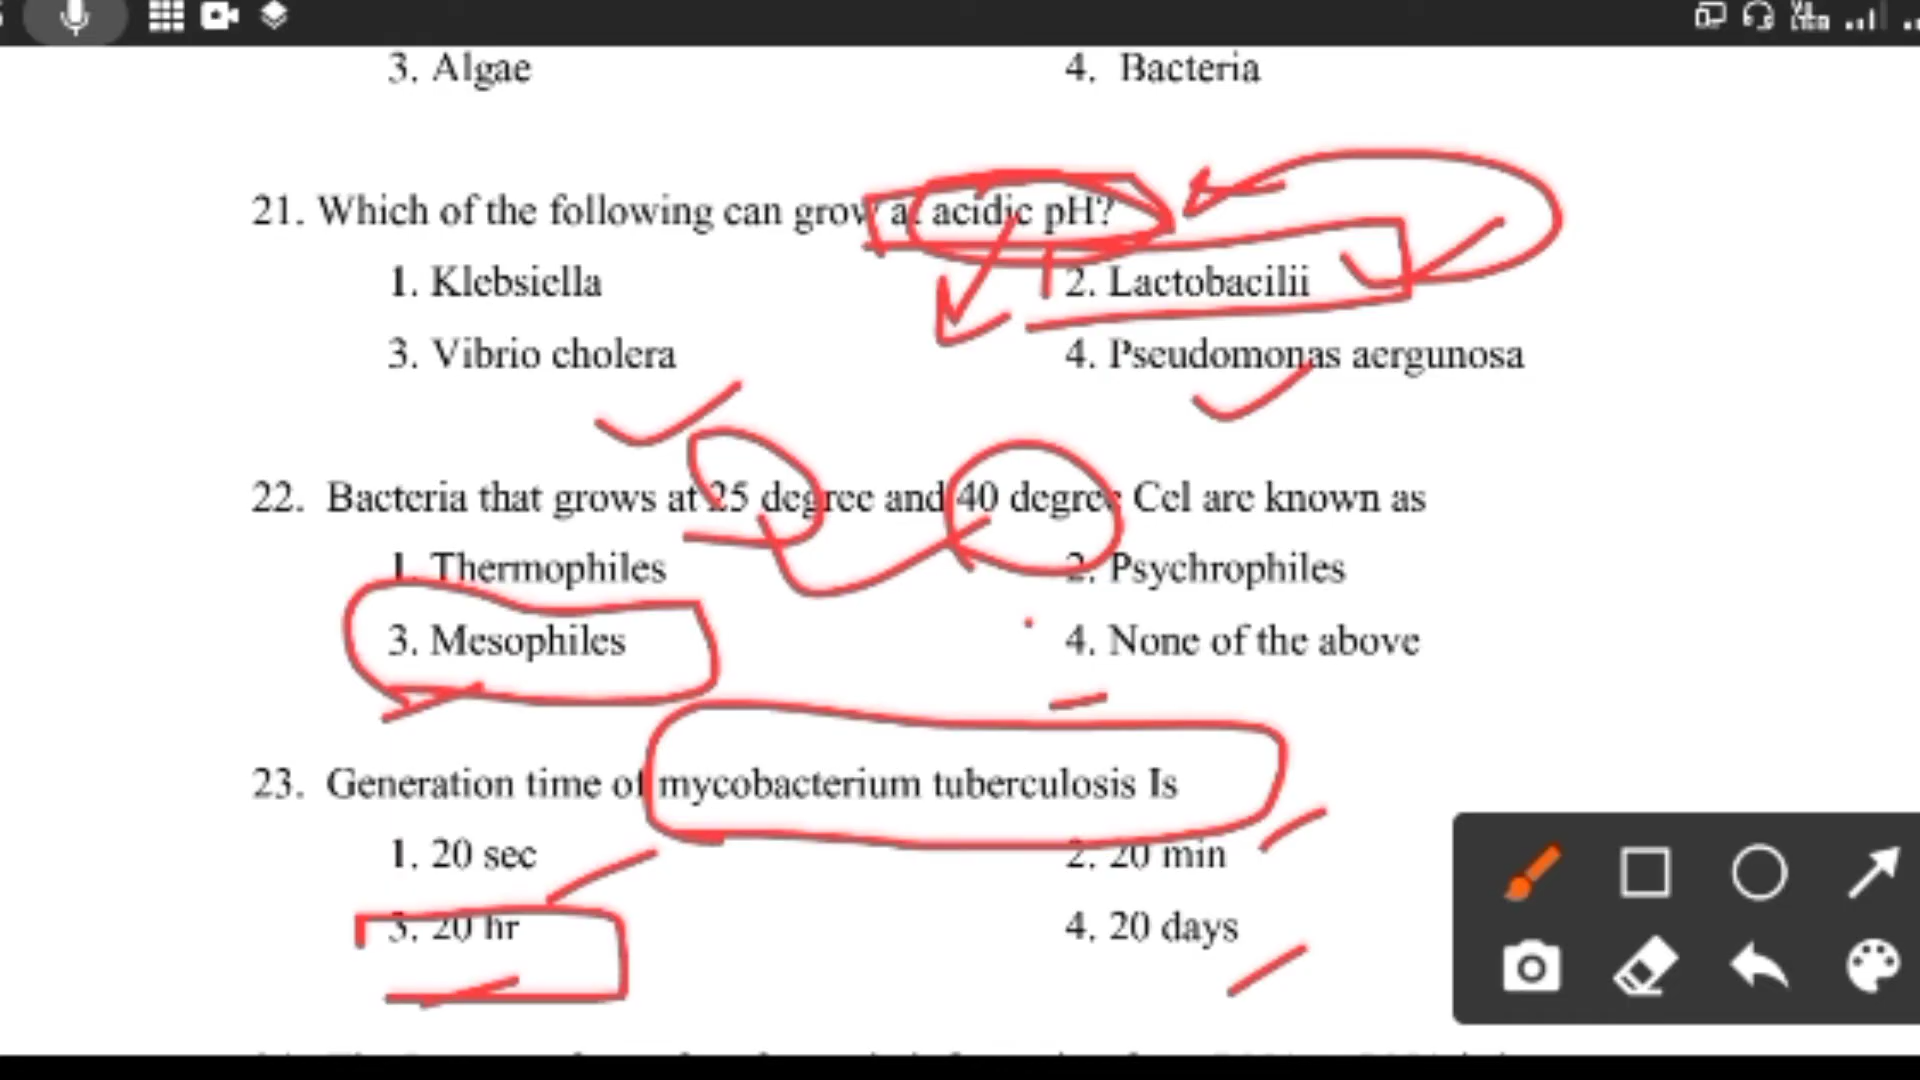 3. Algae 4. Bacteria
21. Which of the following can grow at acidic pH?
1. Klebsiella 2. Lactobacilii
3. Vibrio cholera 4. Pseudomonas aergunosa
22. Bacteria that grows at 25 degree and 40 degree Cel are known as
1. Thermophiles 2. Psychrophiles
3. Mesophiles 4. None of the above
23. Generation time of mycobacterium tuberculosis Is
1. 20 sec 2. 20 min
3. 20 hr 4. 20 days